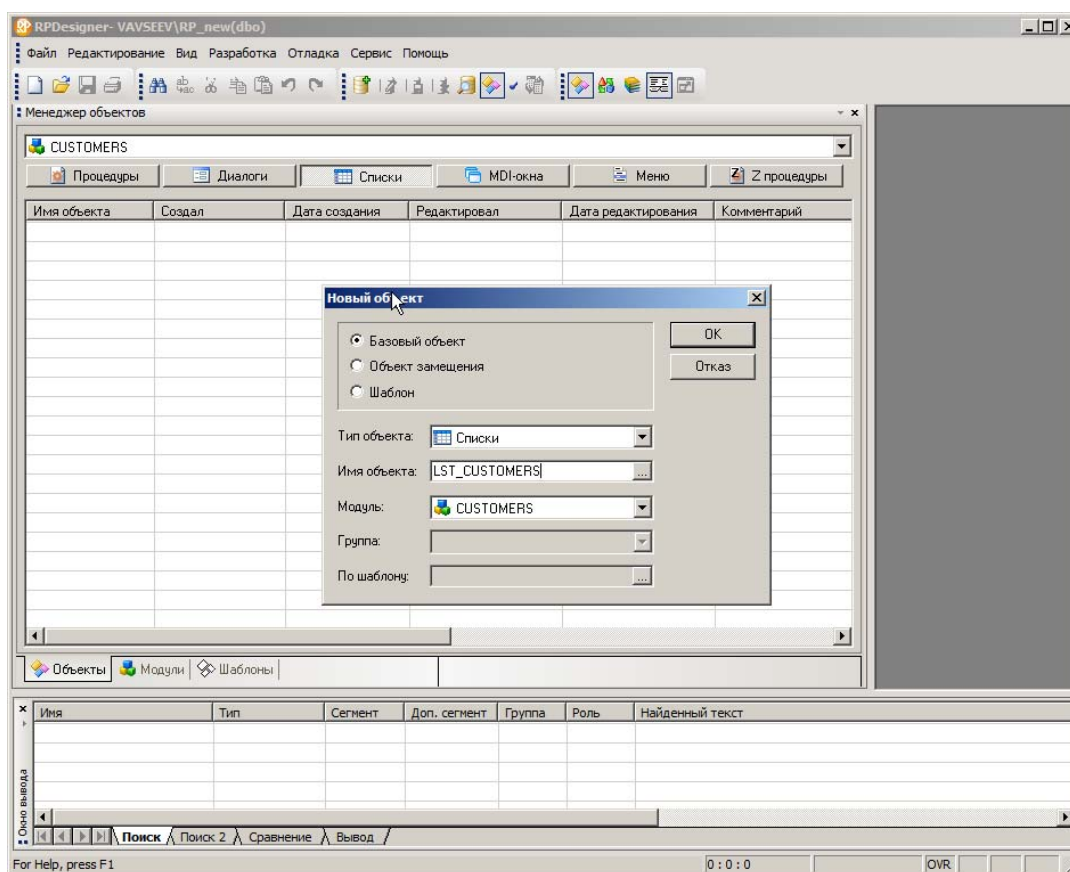 RPDesigner- VAVSEEV\RP_new(dbo)
Файл Редактирование Вид Разработка Отладка Сервис Помощь
Менеджер объектов
CUSTOMERS
Процедуры Диалоги Списки MDI-окна Меню Z процедуры
Имя объекта Создал Дата создания Редактировал Дата редактирования Комментарий
Новый объект
Базовый объект OK
Объект замещения Отказ
Шаблон
Тип объекта: Списки
Имя объекта: LST_CUSTOMERS ...
Модуль: CUSTOMERS
Группа:
По шаблону: ...
Объекты Модули Шаблоны
Имя Тип Сегмент Доп. сегмент Группа Роль Найденный текст
Окно вывода
Поиск Поиск 2 Сравнение Вывод
For Help, press F1 0 : 0 : 0 OVR